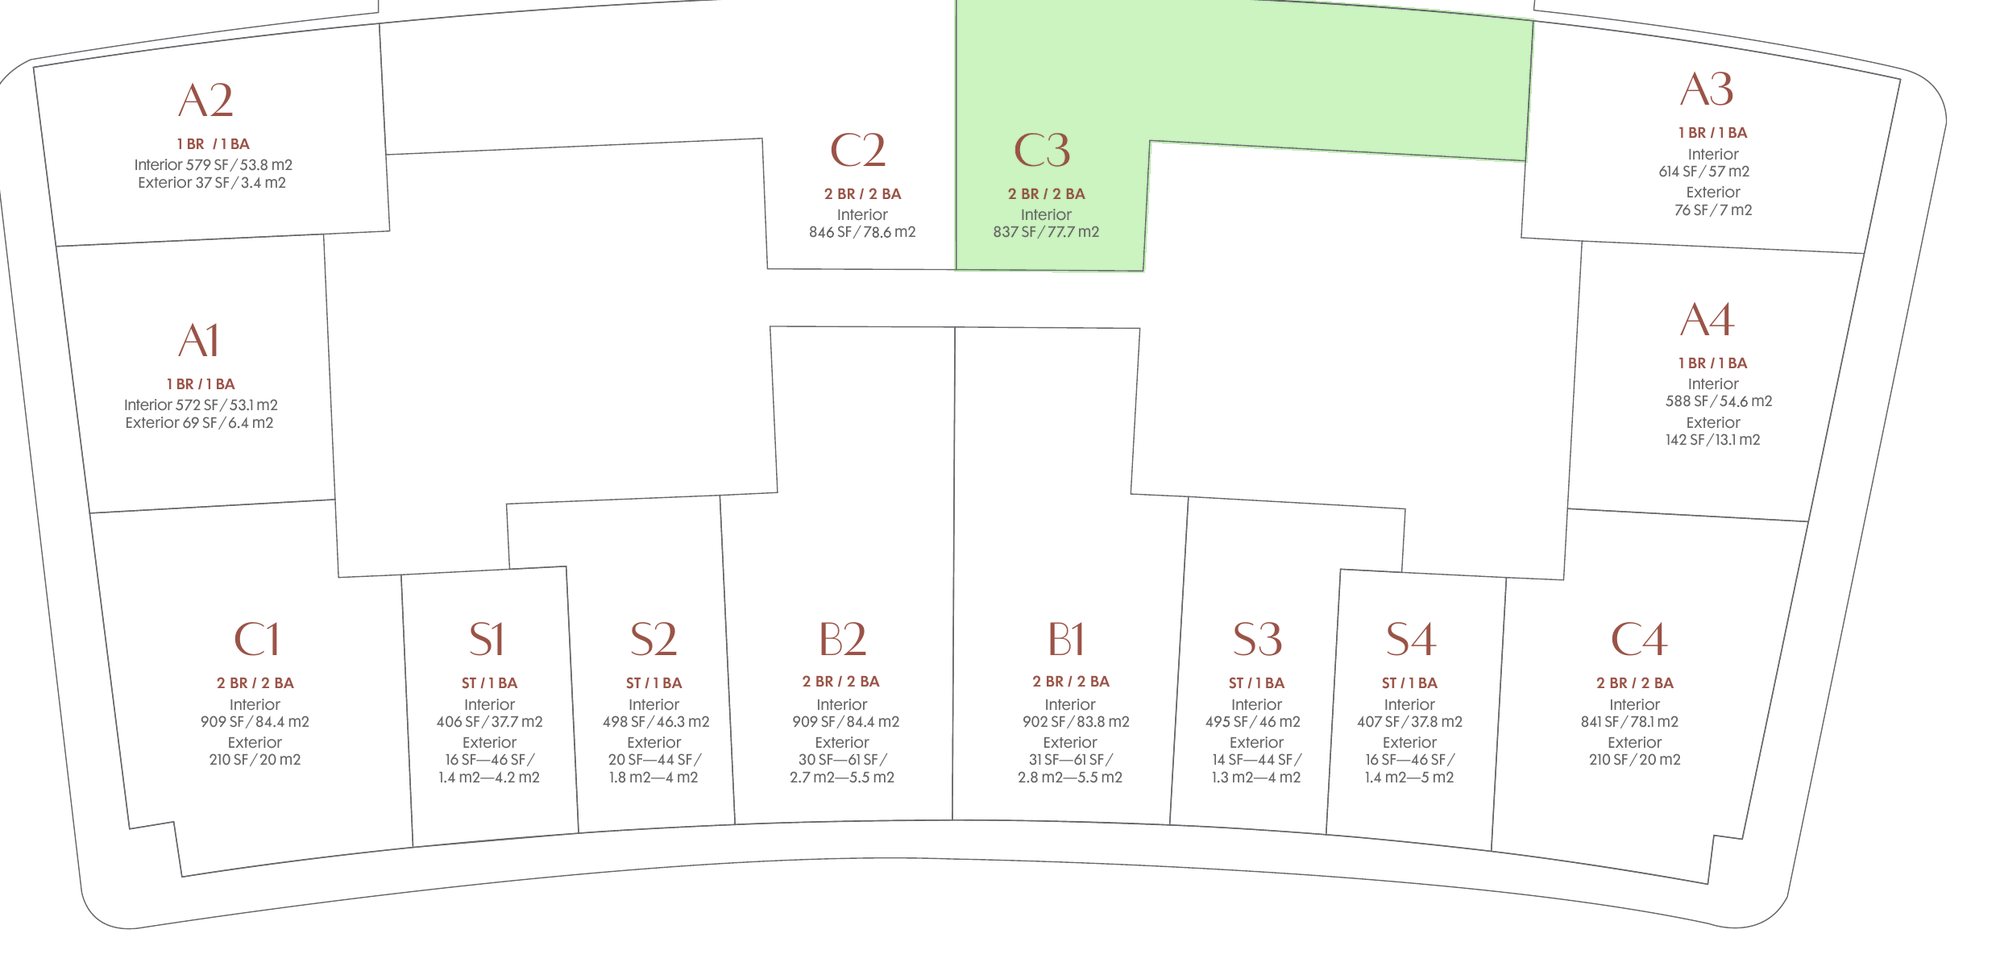 A2
1 BR / 1 BA
Interior 579 SF/53.8 m2
Exterior 37 SF/3.4 m2
C2
2 BR / 2 BA
Interior
846 SF/78.6 m2
C3
2 BR / 2 BA
Interior
837 SF/77.7 m2
A3
1 BR / 1 BA
Interior
614 SF/57 m2
Exterior
76 SF/7 m2
A1
1 BR / 1 BA
Interior 572 SF/53.1 m2
Exterior 69 SF/6.4 m2
A4
1 BR / 1 BA
Interior
588 SF/54.6 m2
Exterior
142 SF/13.1 m2
C1
2 BR / 2 BA
Interior
909 SF/84.4 m2
Exterior
210 SF/20 m2
S1
ST / 1 BA
Interior
406 SF/37.7 m2
Exterior
16 SF—46 SF/
1.4 m2—4.2 m2
S2
ST / 1 BA
Interior
498 SF/46.3 m2
Exterior
20 SF—44 SF/
1.8 m2—4 m2
B2
2 BR / 2 BA
Interior
909 SF/84.4 m2
Exterior
30 SF—61 SF/
2.7 m2—5.5 m2
B1
2 BR / 2 BA
Interior
902 SF/83.8 m2
Exterior
31 SF—61 SF/
2.8 m2—5.5 m2
S3
ST / 1 BA
Interior
495 SF/46 m2
Exterior
14 SF—44 SF/
1.3 m2—4 m2
S4
ST / 1 BA
Interior
407 SF/37.8 m2
Exterior
16 SF—46 SF/
1.4 m2—5 m2
C4
2 BR / 2 BA
Interior
841 SF/78.1 m2
Exterior
210 SF/20 m2